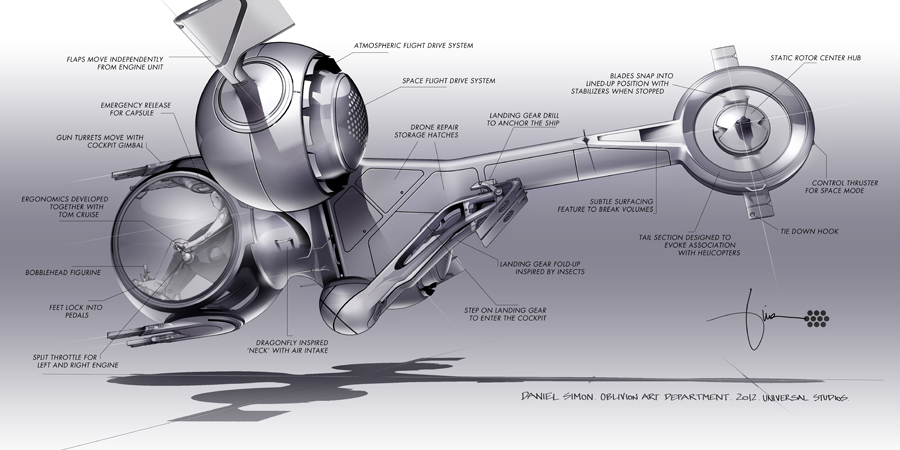 ATMOSPHERIC FLIGHT DRIVE SYSTEM
FLAPS MOVE INDEPENDENTLY
FROM ENGINE UNIT
STATIC ROTOR CENTER HUB
SPACE FLIGHT DRIVE SYSTEM
BLADES SNAP INTO
LINED-UP POSITION WITH
STABILIZERS WHEN STOPPED
EMERGENCY RELEASE
FOR CAPSULE
LANDING GEAR DRILL
TO ANCHOR THE SHIP
DRONE REPAIR
STORAGE HATCHES
GUN TURRETS MOVE WITH
COCKPIT GIMBAL
CONTROL THRUSTER
FOR SPACE MODE
ERGONOMICS DEVELOPED
TOGETHER WITH
TOM CRUISE
SUBTLE SURFACING
FEATURE TO BREAK VOLUMES
TIE DOWN HOOK
TAIL SECTION DESIGNED TO
EVOKE ASSOCIATION
WITH HELICOPTERS
BOBBLEHEAD FIGURINE
LANDING GEAR FOLD-UP
INSPIRED BY INSECTS
FEET LOCK INTO
PEDALS
STEP ON LANDING GEAR
TO ENTER THE COCKPIT
DRAGONFLY INSPIRED
'NECK' WITH AIR INTAKE
SPLIT THROTTLE FOR
LEFT AND RIGHT ENGINE
DANIEL SIMON. OBLIVION ART DEPARTMENT. 2012. UNIVERSAL STUDIOS.